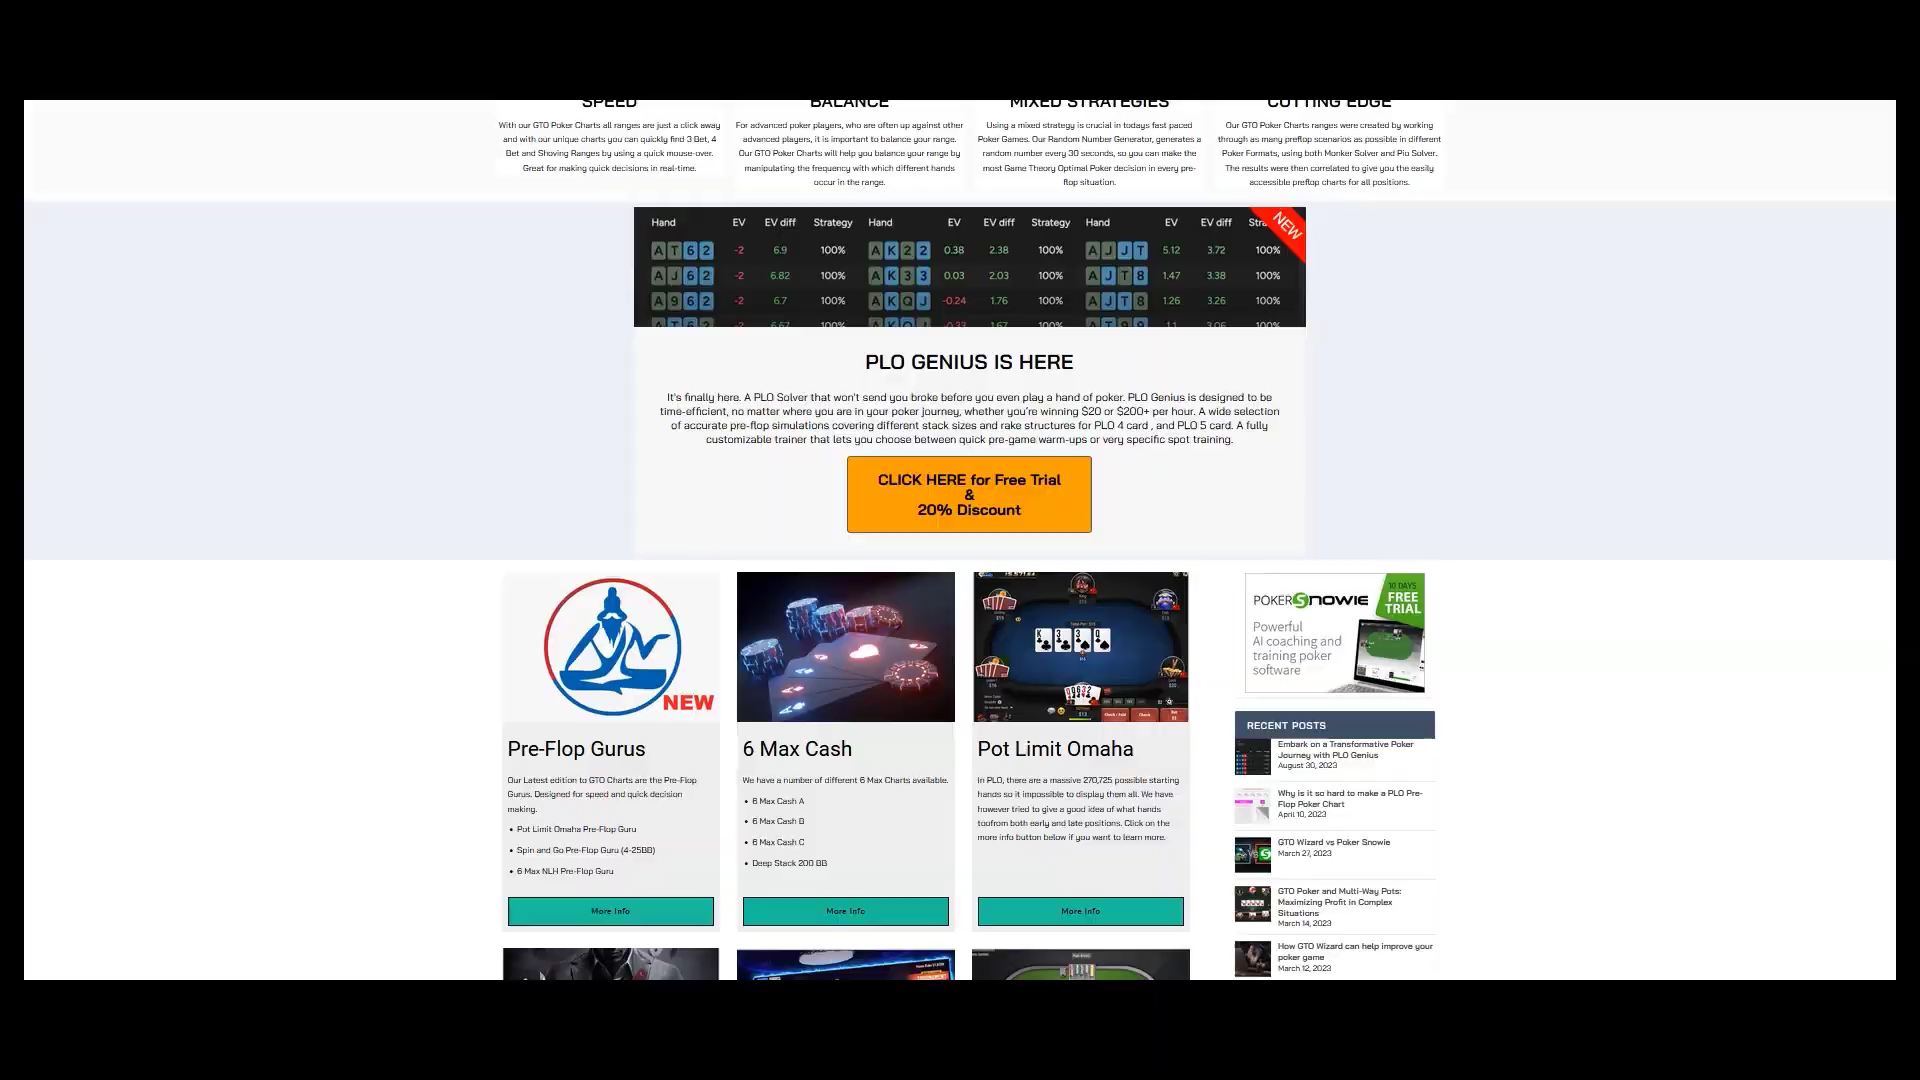 SPEED
With our GTO Poker Charts all ranges are just a click away
and with our unique charts you can quickly find 3 Bet, 4
Bet and Shoving Ranges by using a quick mouse-over.
Great for making quick decisions in real-time.
BALANCE
For advanced poker players, who are often up against other
advanced players, it is important to balance your range.
Our GTO Poker Charts will help you balance your range by
manipulating the frequency with which different hands
occur in the range.
MIXED STRATEGIES
Using a mixed strategy is crucial in todays fast paced
Poker Games. Our Random Number Generator, generates a
random number every 30 seconds, so you can make the
most Game Theory Optimal Poker decision in every pre-
flop situation.
CUTTING EDGE
Our GTO Poker Charts ranges were created by working
through as many preflop scenarios as possible in different
Poker Formats, using both Monker Solver and Pio Solver.
The results were then correlated to give you the easily
accessible preflop charts for all positions.
Hand EV EV diff Strategy Hand EV EV diff Strategy Hand EV EV diff Stra
NEW
A T 6 2 -2 6.9 100% A K 2 2 0.38 2.38 100% A J J T 5.12 3.72 100%
A J 6 2 -2 6.82 100% A K 3 3 0.03 2.03 100% A J T 8 1.47 3.38 100%
A 9 6 2 -2 6.7 100% A K Q J -0.24 1.76 100% A J T 8 1.26 3.26 100%
A T 6 2 -2 6.67 100% A K Q J -0.33 1.67 100% A T 9 9 1.1 3.06 100%
PLO GENIUS IS HERE
It's finally here. A PLO Solver that won't send you broke before you even play a hand of poker. PLO Genius is designed to be
time-efficient, no matter where you are in your poker journey, whether you're winning $20 or $200+ per hour. A wide selection
of accurate pre-flop simulations covering different stack sizes and rake structures for PLO 4 card , and PLO 5 card. A fully
customizable trainer that lets you choose between quick pre-game warm-ups or very specific spot training.
CLICK HERE for Free Trial
&
20% Discount
NEW
Pre-Flop Gurus
Our Latest edition to GTO Charts are the Pre-Flop
Gurus. Designed for speed and quick decision
making.
• Pot Limit Omaha Pre-Flop Guru
• Spin and Go Pre-Flop Guru (4-25BB)
• 6 Max NLH Pre-Flop Guru
More Info
6 Max Cash
We have a number of different 6 Max Charts available.
• 6 Max Cash A
• 6 Max Cash B
• 6 Max Cash C
• Deep Stack 200 BB
More Info
Pot Limit Omaha
In PLO, there are a massive 270,725 possible starting
hands so it impossible to display them all. We have
however tried to give a good idea of what hands
toofrom both early and late positions. Click on the
more info button below if you want to learn more.
More Info
POKER SNOWIE
10 DAYS
FREE
TRIAL
Powerful
AI coaching and
training poker
software
RECENT POSTS
Embark on a Transformative Poker
Journey with PLO Genius
August 30, 2023
Why is it so hard to make a PLO Pre-
Flop Poker Chart
April 10, 2023
GTO Wizard vs Poker Snowie
March 27, 2023
GTO Poker and Multi-Way Pots:
Maximizing Profit in Complex
Situations
March 14, 2023
How GTO Wizard can help improve your
poker game
March 12, 2023